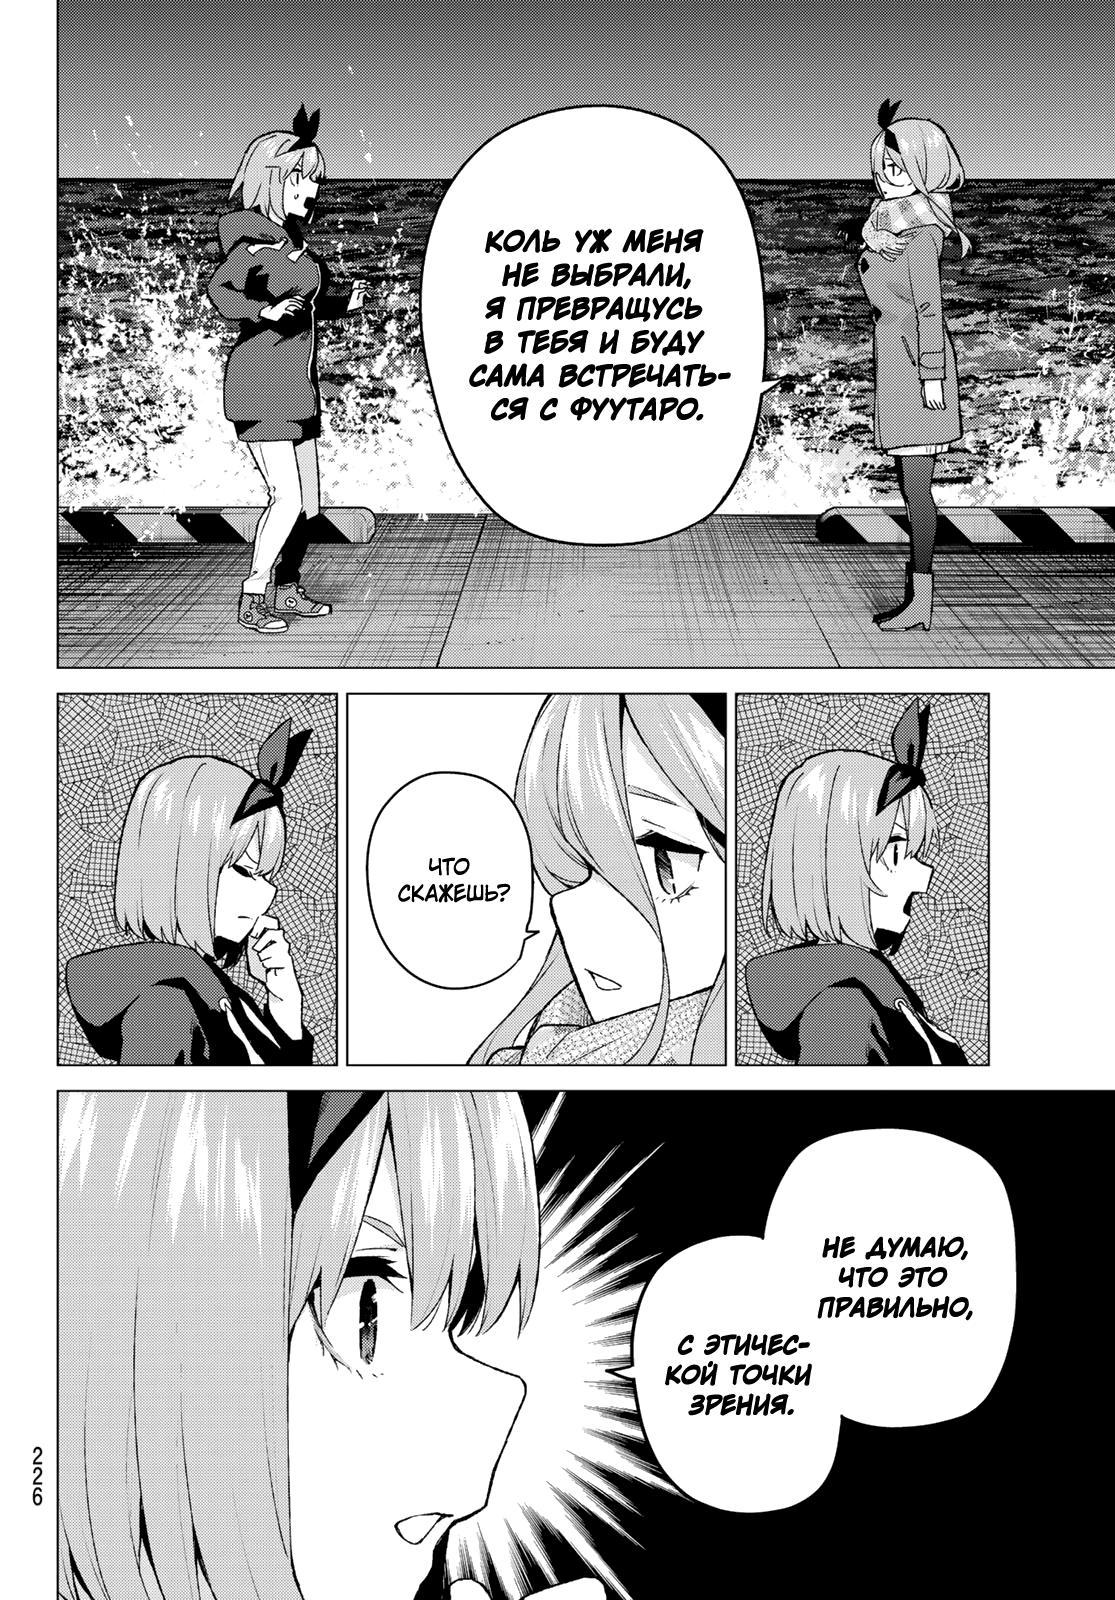 КОЛЬ УЖ МЕНЯ
НЕ ВЫБРАЛИ,
Я ПРЕВРАЩУСЬ
В ТЕБЯ И БУДУ
САМА ВСТРЕЧАТЬ-
СЯ С ФУУТАРО.
ЧТО
СКАЖЕШЬ?
НЕ ДУМАЮ,
ЧТО ЭТО
ПРАВИЛЬНО,
С ЭТИЧЕС-
КОЙ ТОЧКИ
ЗРЕНИЯ.
226